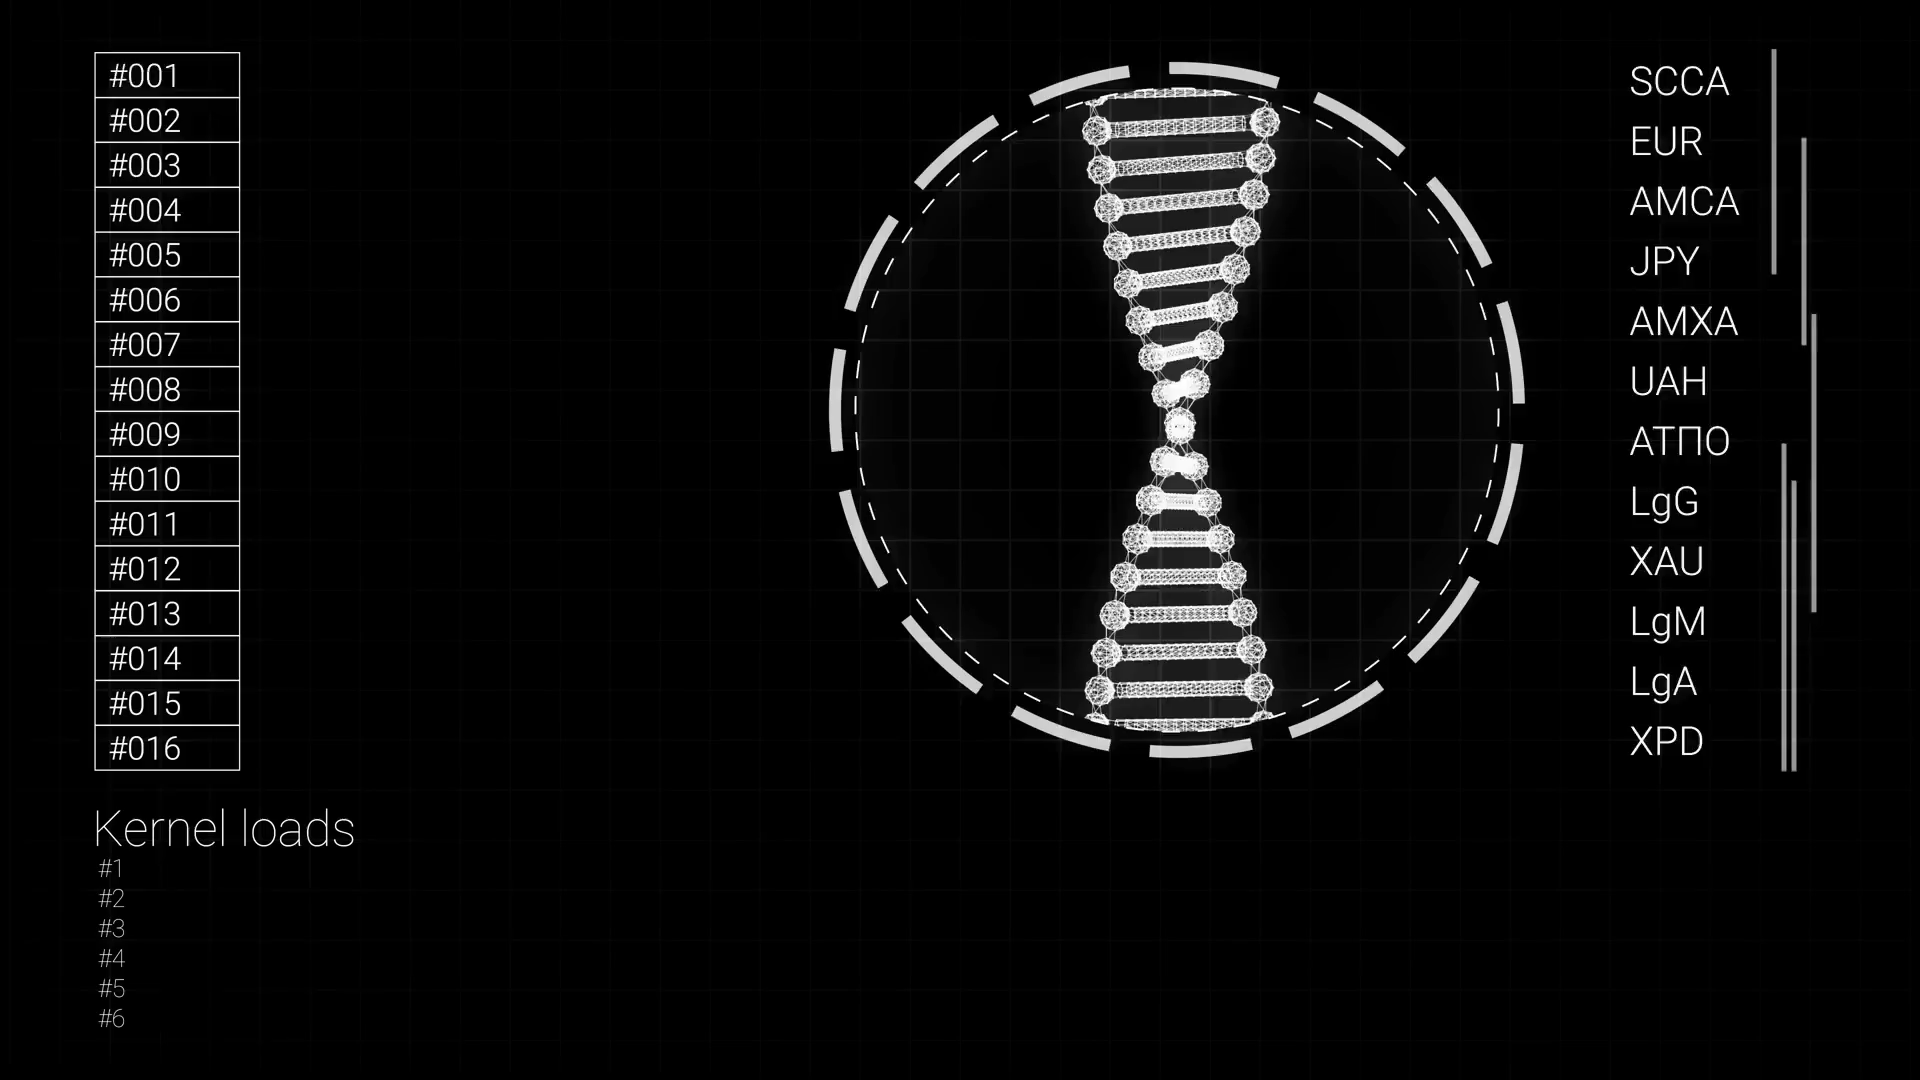 #001
#002
#003
#004
#005
#006
#007
#008
#009
#010
#011
#012
#013
#014
#015
#016
Kernel loads
#1
#2
#3
#4
#5
#6
SCCA
EUR
AMCA
JPY
AMXA
UAH
АТПО
LgG
XAU
LgM
LgA
XPD